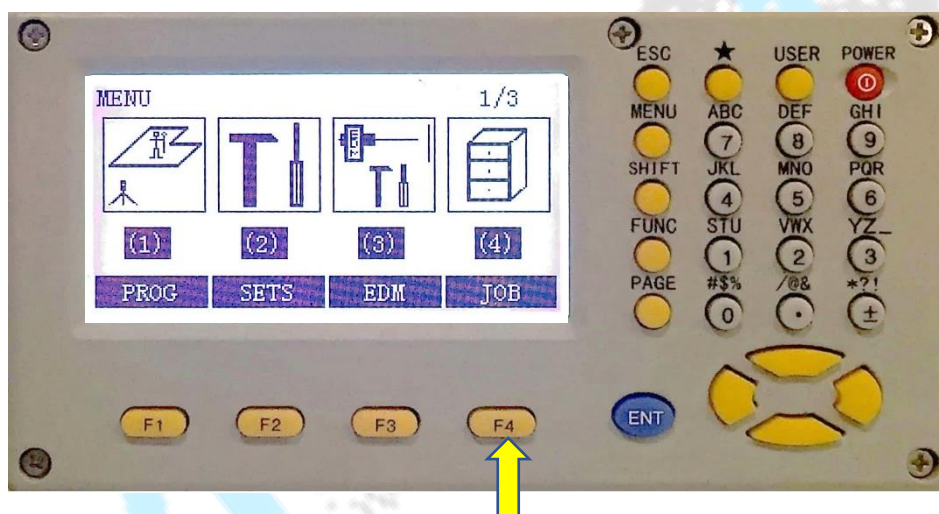 MENU 1/3
EDM
(1) (2) (3) (4)
PROG SETS EDM JOB
F1 F2 F3 F4
ESC ★ USER POWER
MENU ABC DEF GHI
7 8 9
SHIFT JKL MNO PQR
4 5 6
FUNC STU VWX YZ_
1 2 3
PAGE #$% /@& *?!
0 • ±
ENT